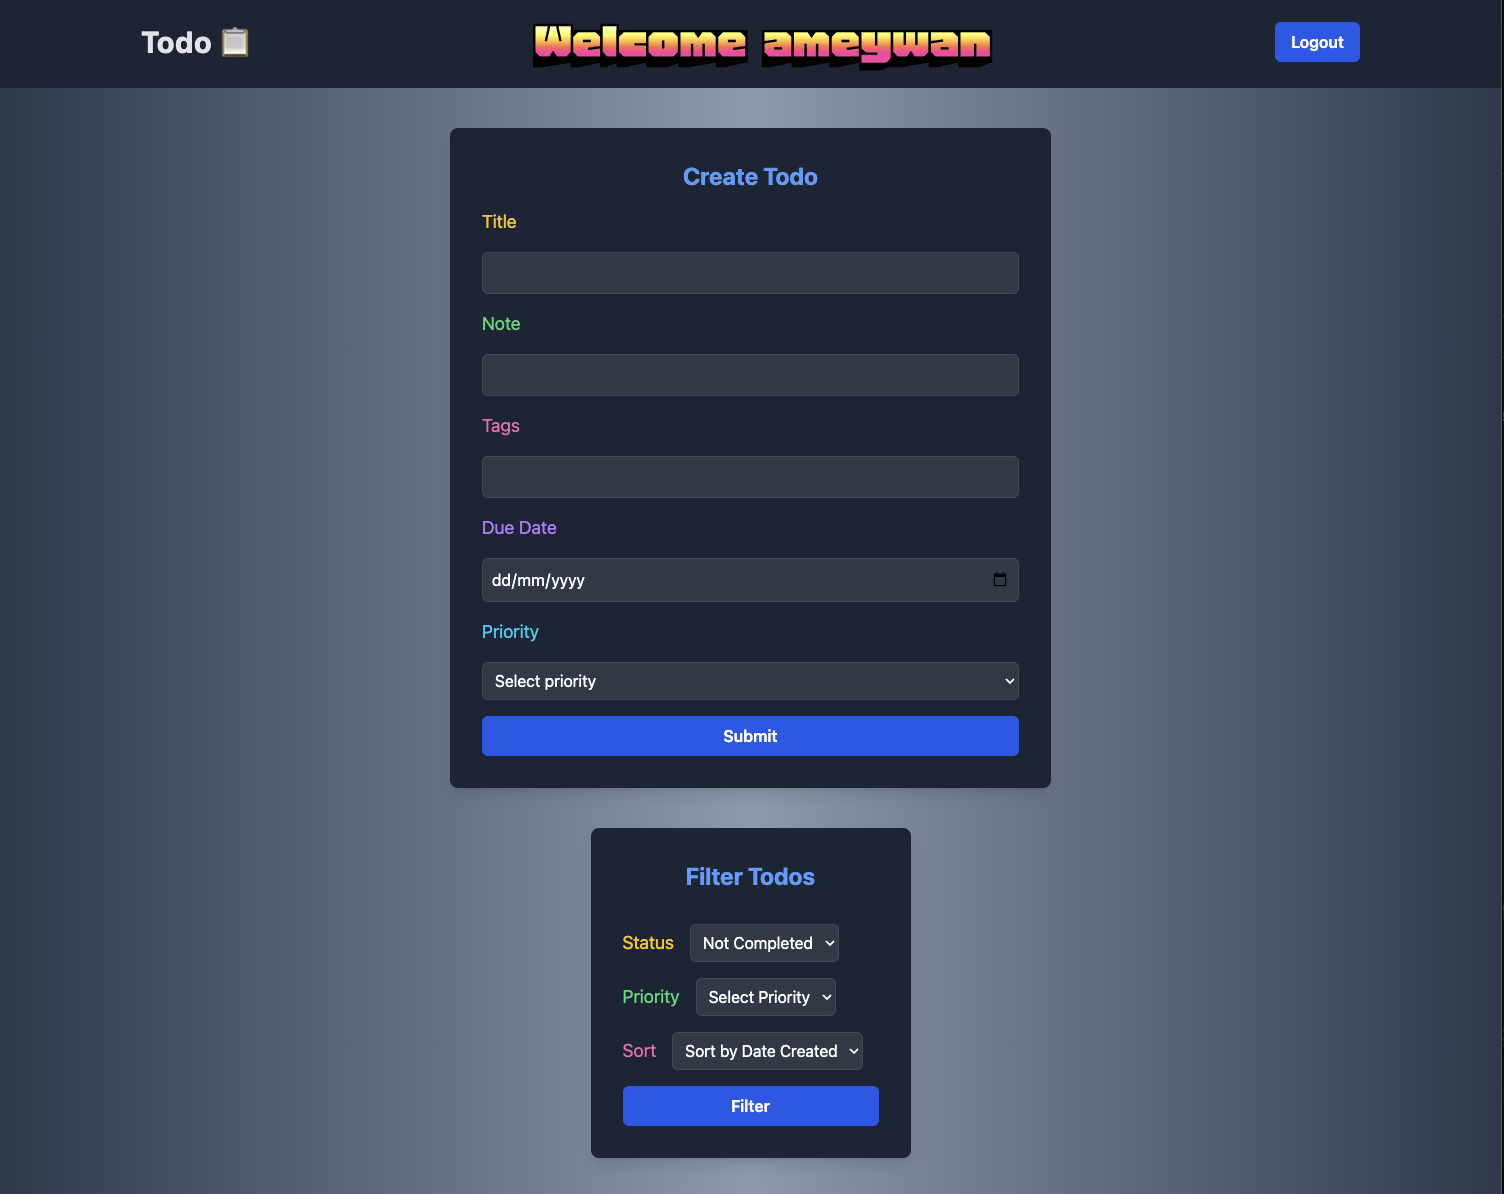 Todo 📋
Welcome ameywan
Logout
Create Todo
Title
Note
Tags
Due Date
dd/mm/yyyy
Priority
Select priority
Submit
Filter Todos
Status Not Completed
Priority Select Priority
Sort Sort by Date Created
Filter